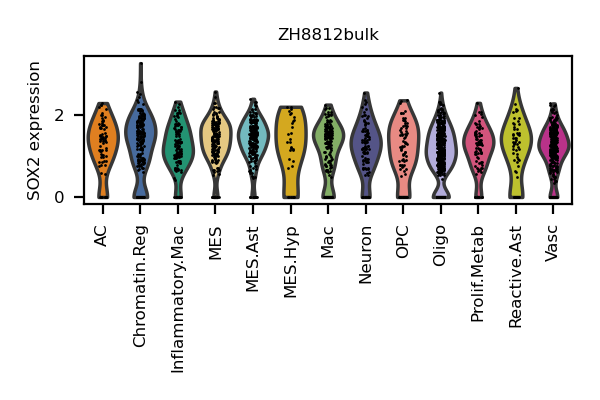 ZH8812bulk
SOX2 expression
2
0
AC
Chromatin.Reg
Inflammatory.Mac
MES
MES.Ast
MES.Hyp
Mac
Neuron
OPC
Oligo
Prolif.Metab
Reactive.Ast
Vasc